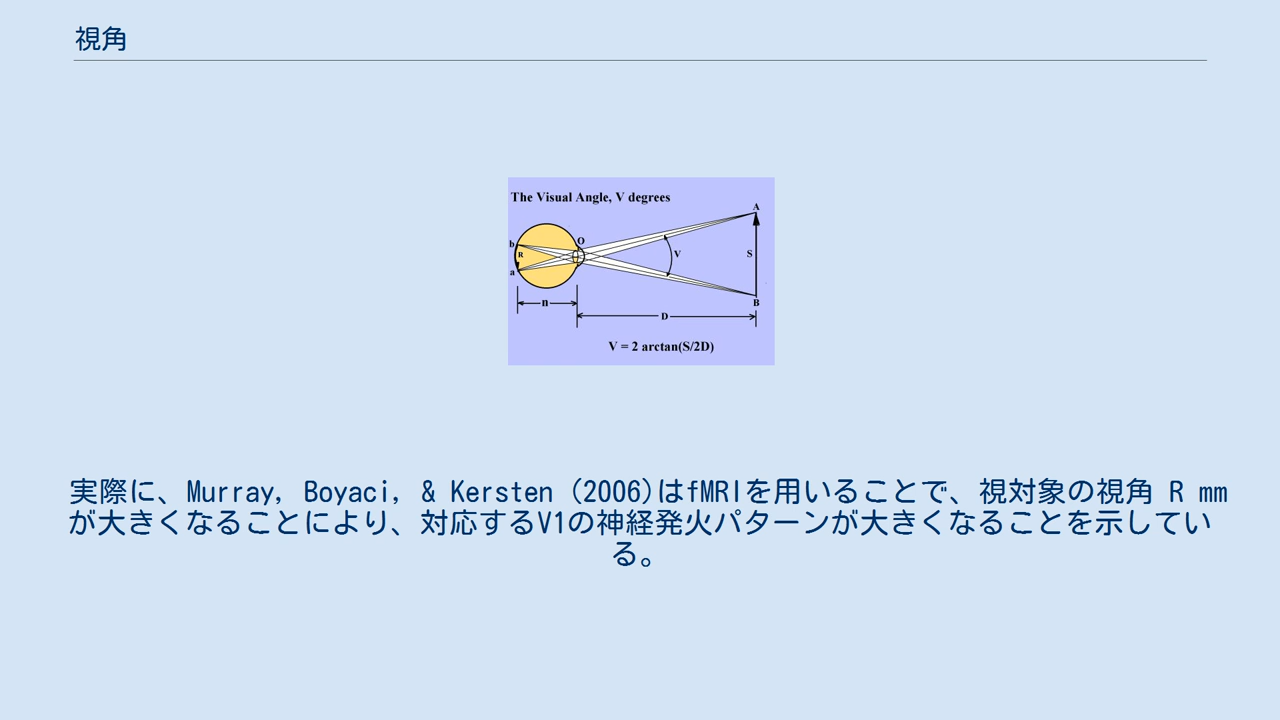 視角
The Visual Angle, V degrees
A
O
b
R
V
S
a
B
n
D
V = 2 arctan(S/2D)
実際に、Murray, Boyaci, & Kersten (2006)はfMRIを用いることで、視対象の視角 R mm
が大きくなることにより、対応するV1の神経発火パターンが大きくなることを示してい
る。